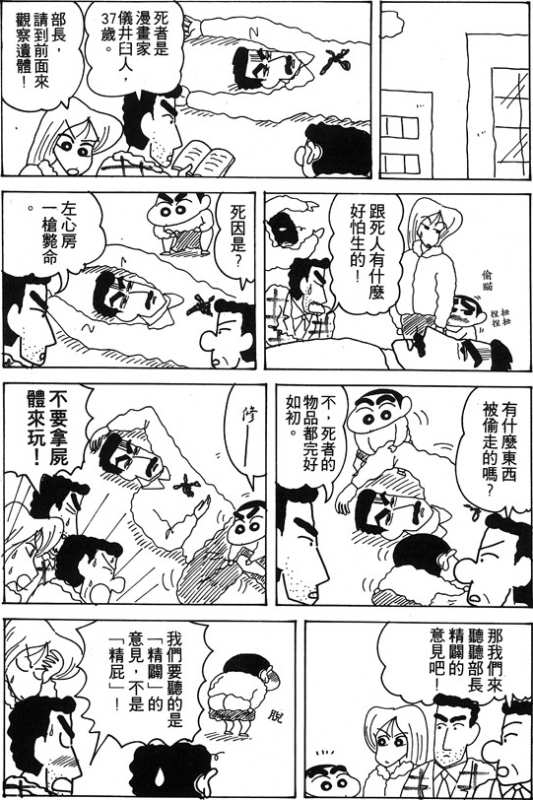 死者是
漫畫家
儀井臼人，
37歲。
部長，
請到前面來
觀察遺體！
跟死人有什麼
好怕生的！
偷瞄
捏捏
扭扭
死因是？
左心房
一槍斃命
。
有什麼東西
被偷走的嗎？
不，死者的
物品都完好
如初。
修——
不要拿屍
體來玩！
那我們來
聽聽部長
精闢的
意見吧！
脫
我們要聽的是
「精闢」的
意見，不是
「精屁」！